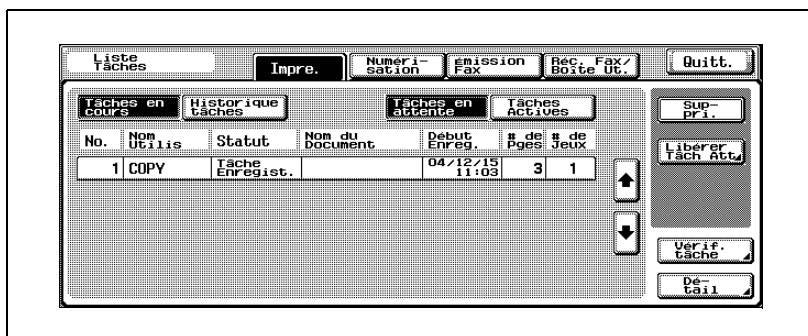 Liste
Tâches
Impre.
Numéri-
sation
Émission
Fax
Réc. Fax/
Boîte Ut.
Quitt.
Tâches en
cours
Historique
tâches
Tâches en
attente
Tâches
Actives
Sup-
pri.
No.
Nom
Utilis
Statut
Nom du
Document
Début
Enreg.
# de
Pges
# de
Jeux
Libérer
Tâch Att.
1 COPY
Tâche
Enregist.
04/12/15
11:03
3 1
Vérif.
tâche
Dé-
tail